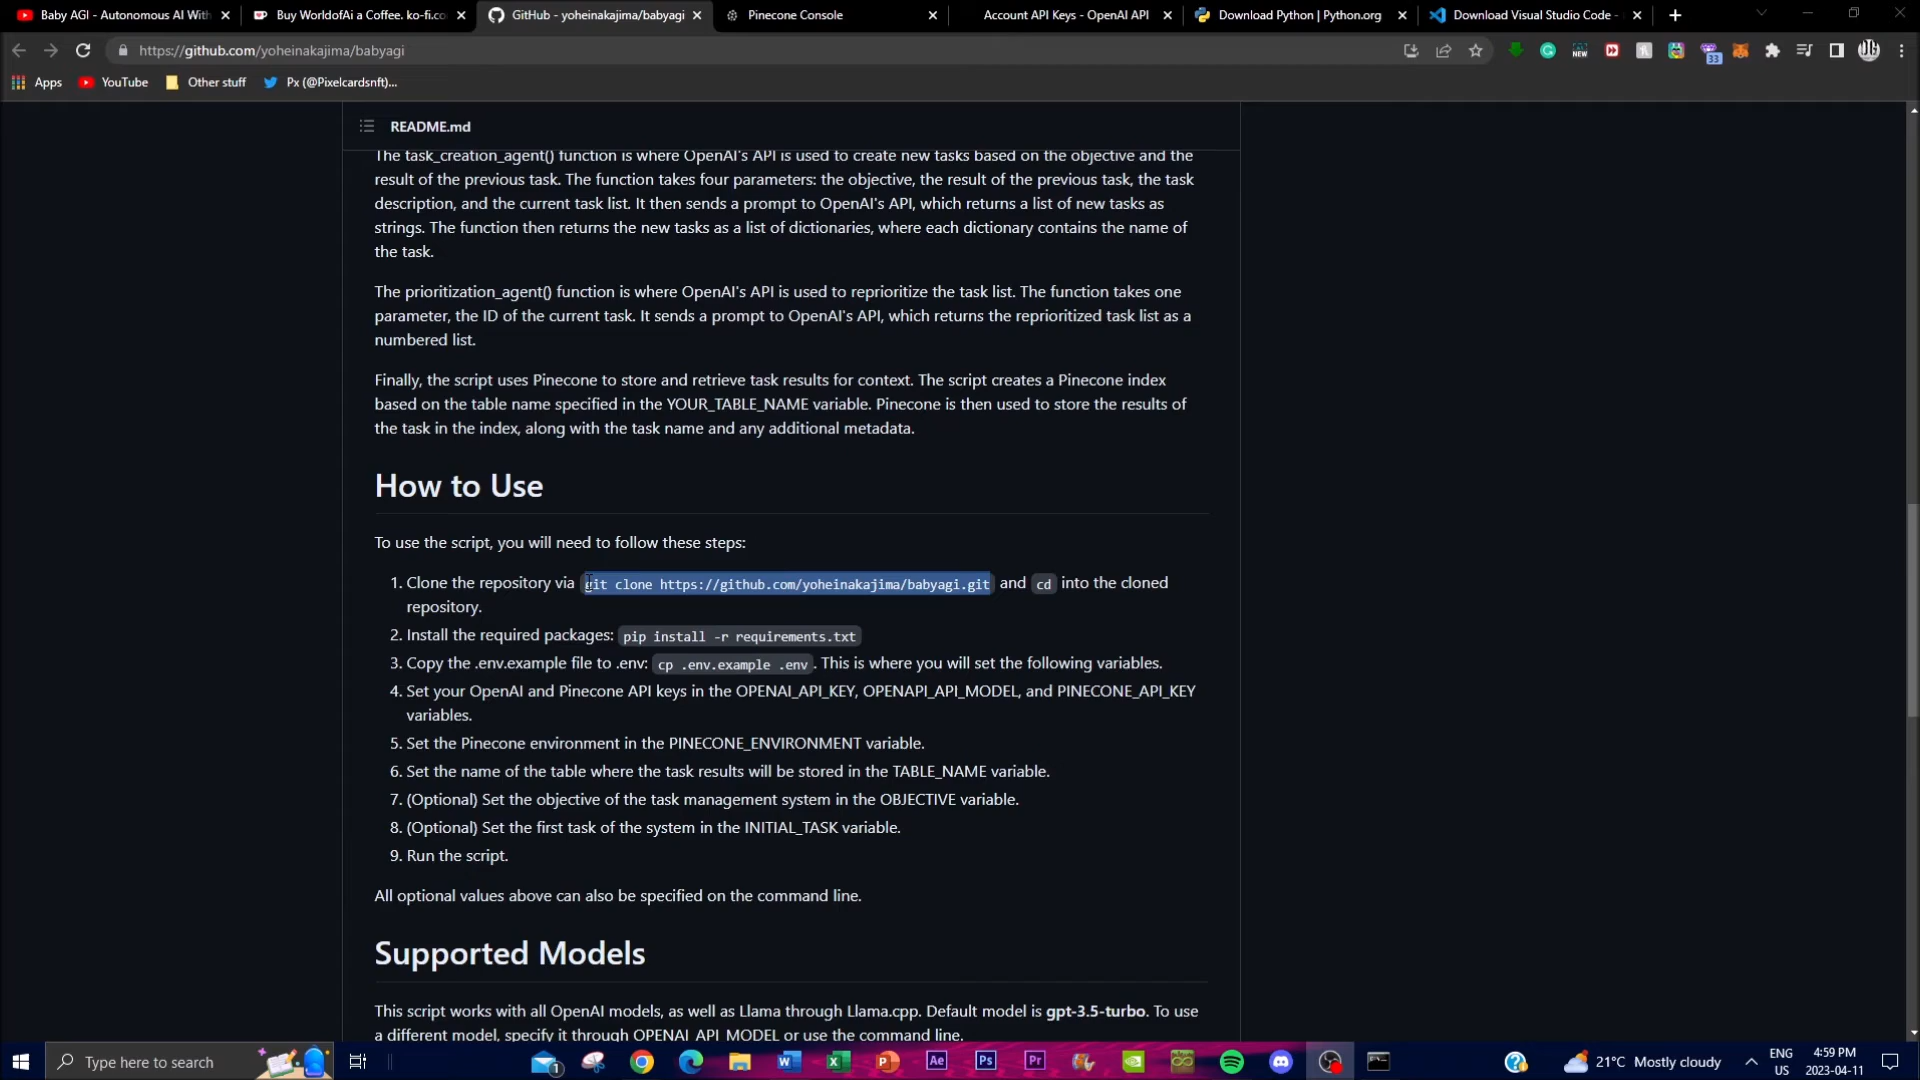 Baby AGI - Autonomous AI With
Buy WorldofAi a Coffee. ko-fi.co
GitHub - yoheinakajima/babyagi
Pinecone Console
Account API Keys - OpenAI API
Download Python | Python.org
Download Visual Studio Code -
https://github.com/yoheinakajima/babyagi
NEW
33
Apps
YouTube
Other stuff
Px (@Pixelcardsnft)...
README.md
The task_creation_agent() function is where OpenAI's API is used to create new tasks based on the objective and the
result of the previous task. The function takes four parameters: the objective, the result of the previous task, the task
description, and the current task list. It then sends a prompt to OpenAI's API, which returns a list of new tasks as
strings. The function then returns the new tasks as a list of dictionaries, where each dictionary contains the name of
the task.
The prioritization_agent() function is where OpenAI's API is used to reprioritize the task list. The function takes one
parameter, the ID of the current task. It sends a prompt to OpenAI's API, which returns the reprioritized task list as a
numbered list.
Finally, the script uses Pinecone to store and retrieve task results for context. The script creates a Pinecone index
based on the table name specified in the YOUR_TABLE_NAME variable. Pinecone is then used to store the results of
the task in the index, along with the task name and any additional metadata.
How to Use
To use the script, you will need to follow these steps:
1. Clone the repository via git clone https://github.com/yoheinakajima/babyagi.git and cd into the cloned
repository.
2. Install the required packages: pip install -r requirements.txt
3. Copy the .env.example file to .env: cp .env.example .env. This is where you will set the following variables.
4. Set your OpenAI and Pinecone API keys in the OPENAI_API_KEY, OPENAPI_API_MODEL, and PINECONE_API_KEY
variables.
5. Set the Pinecone environment in the PINECONE_ENVIRONMENT variable.
6. Set the name of the table where the task results will be stored in the TABLE_NAME variable.
7. (Optional) Set the objective of the task management system in the OBJECTIVE variable.
8. (Optional) Set the first task of the system in the INITIAL_TASK variable.
9. Run the script.
All optional values above can also be specified on the command line.
Supported Models
This script works with all OpenAI models, as well as Llama through Llama.cpp. Default model is gpt-3.5-turbo. To use
a different model, specify it through OPENAI_API_MODEL or use the command line.
Type here to search
1
Ae
Ps
Pr
21°C Mostly cloudy
ENG
US
4:59 PM
2023-04-11